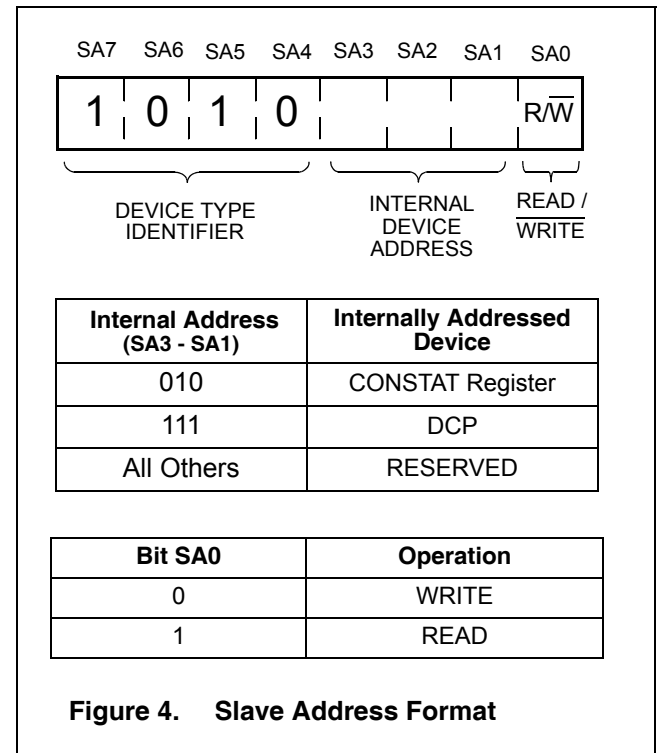 SA7 SA6 SA5 SA4 SA3 SA2 SA1 SA0
1 0 1 0 R/W̅
DEVICE TYPE
IDENTIFIER
INTERNAL
DEVICE
ADDRESS
READ /
W̅R̅I̅T̅E̅
Internal Address
(SA3 - SA1)
Internally Addressed
Device
010 CONSTAT Register
111 DCP
All Others RESERVED
Bit SA0 Operation
0 WRITE
1 READ
Figure 4. Slave Address Format